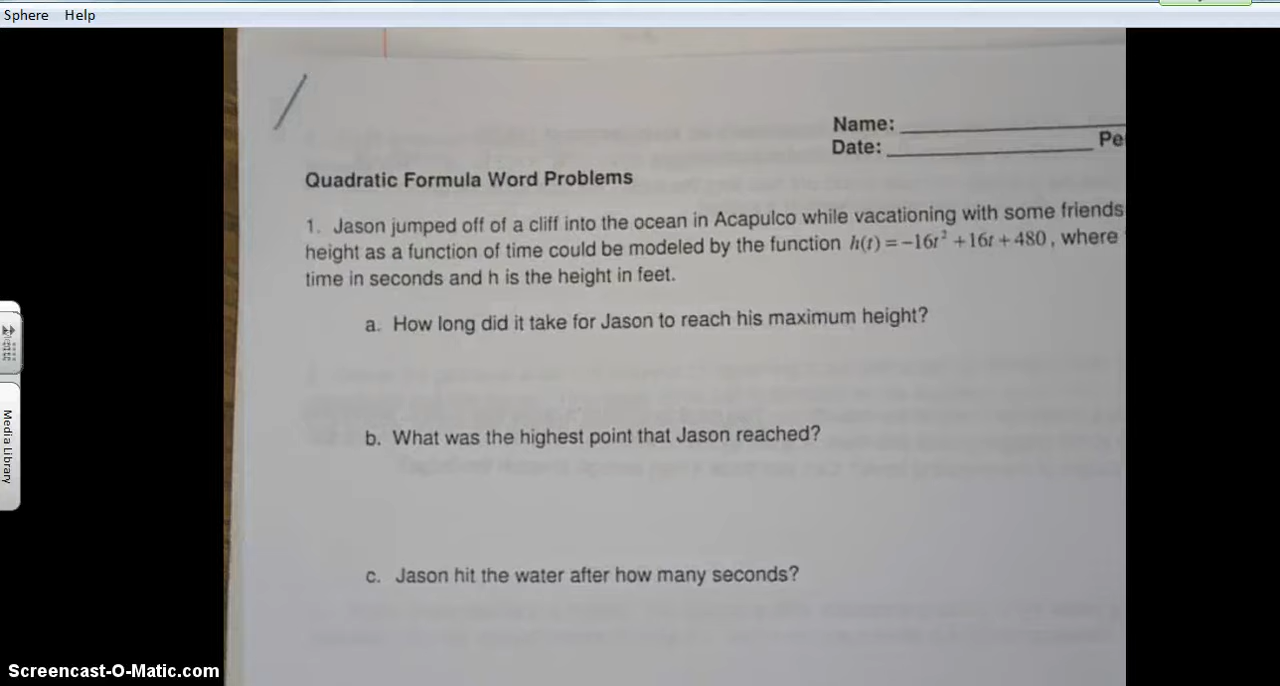 Sphere Help
Name:
Date: Pe
Quadratic Formula Word Problems
1. Jason jumped off of a cliff into the ocean in Acapulco while vacationing with some friends
height as a function of time could be modeled by the function h(t) = −16t² + 16t + 480, where
time in seconds and h is the height in feet.
a. How long did it take for Jason to reach his maximum height?
b. What was the highest point that Jason reached?
c. Jason hit the water after how many seconds?
Media Library
Screencast-O-Matic.com